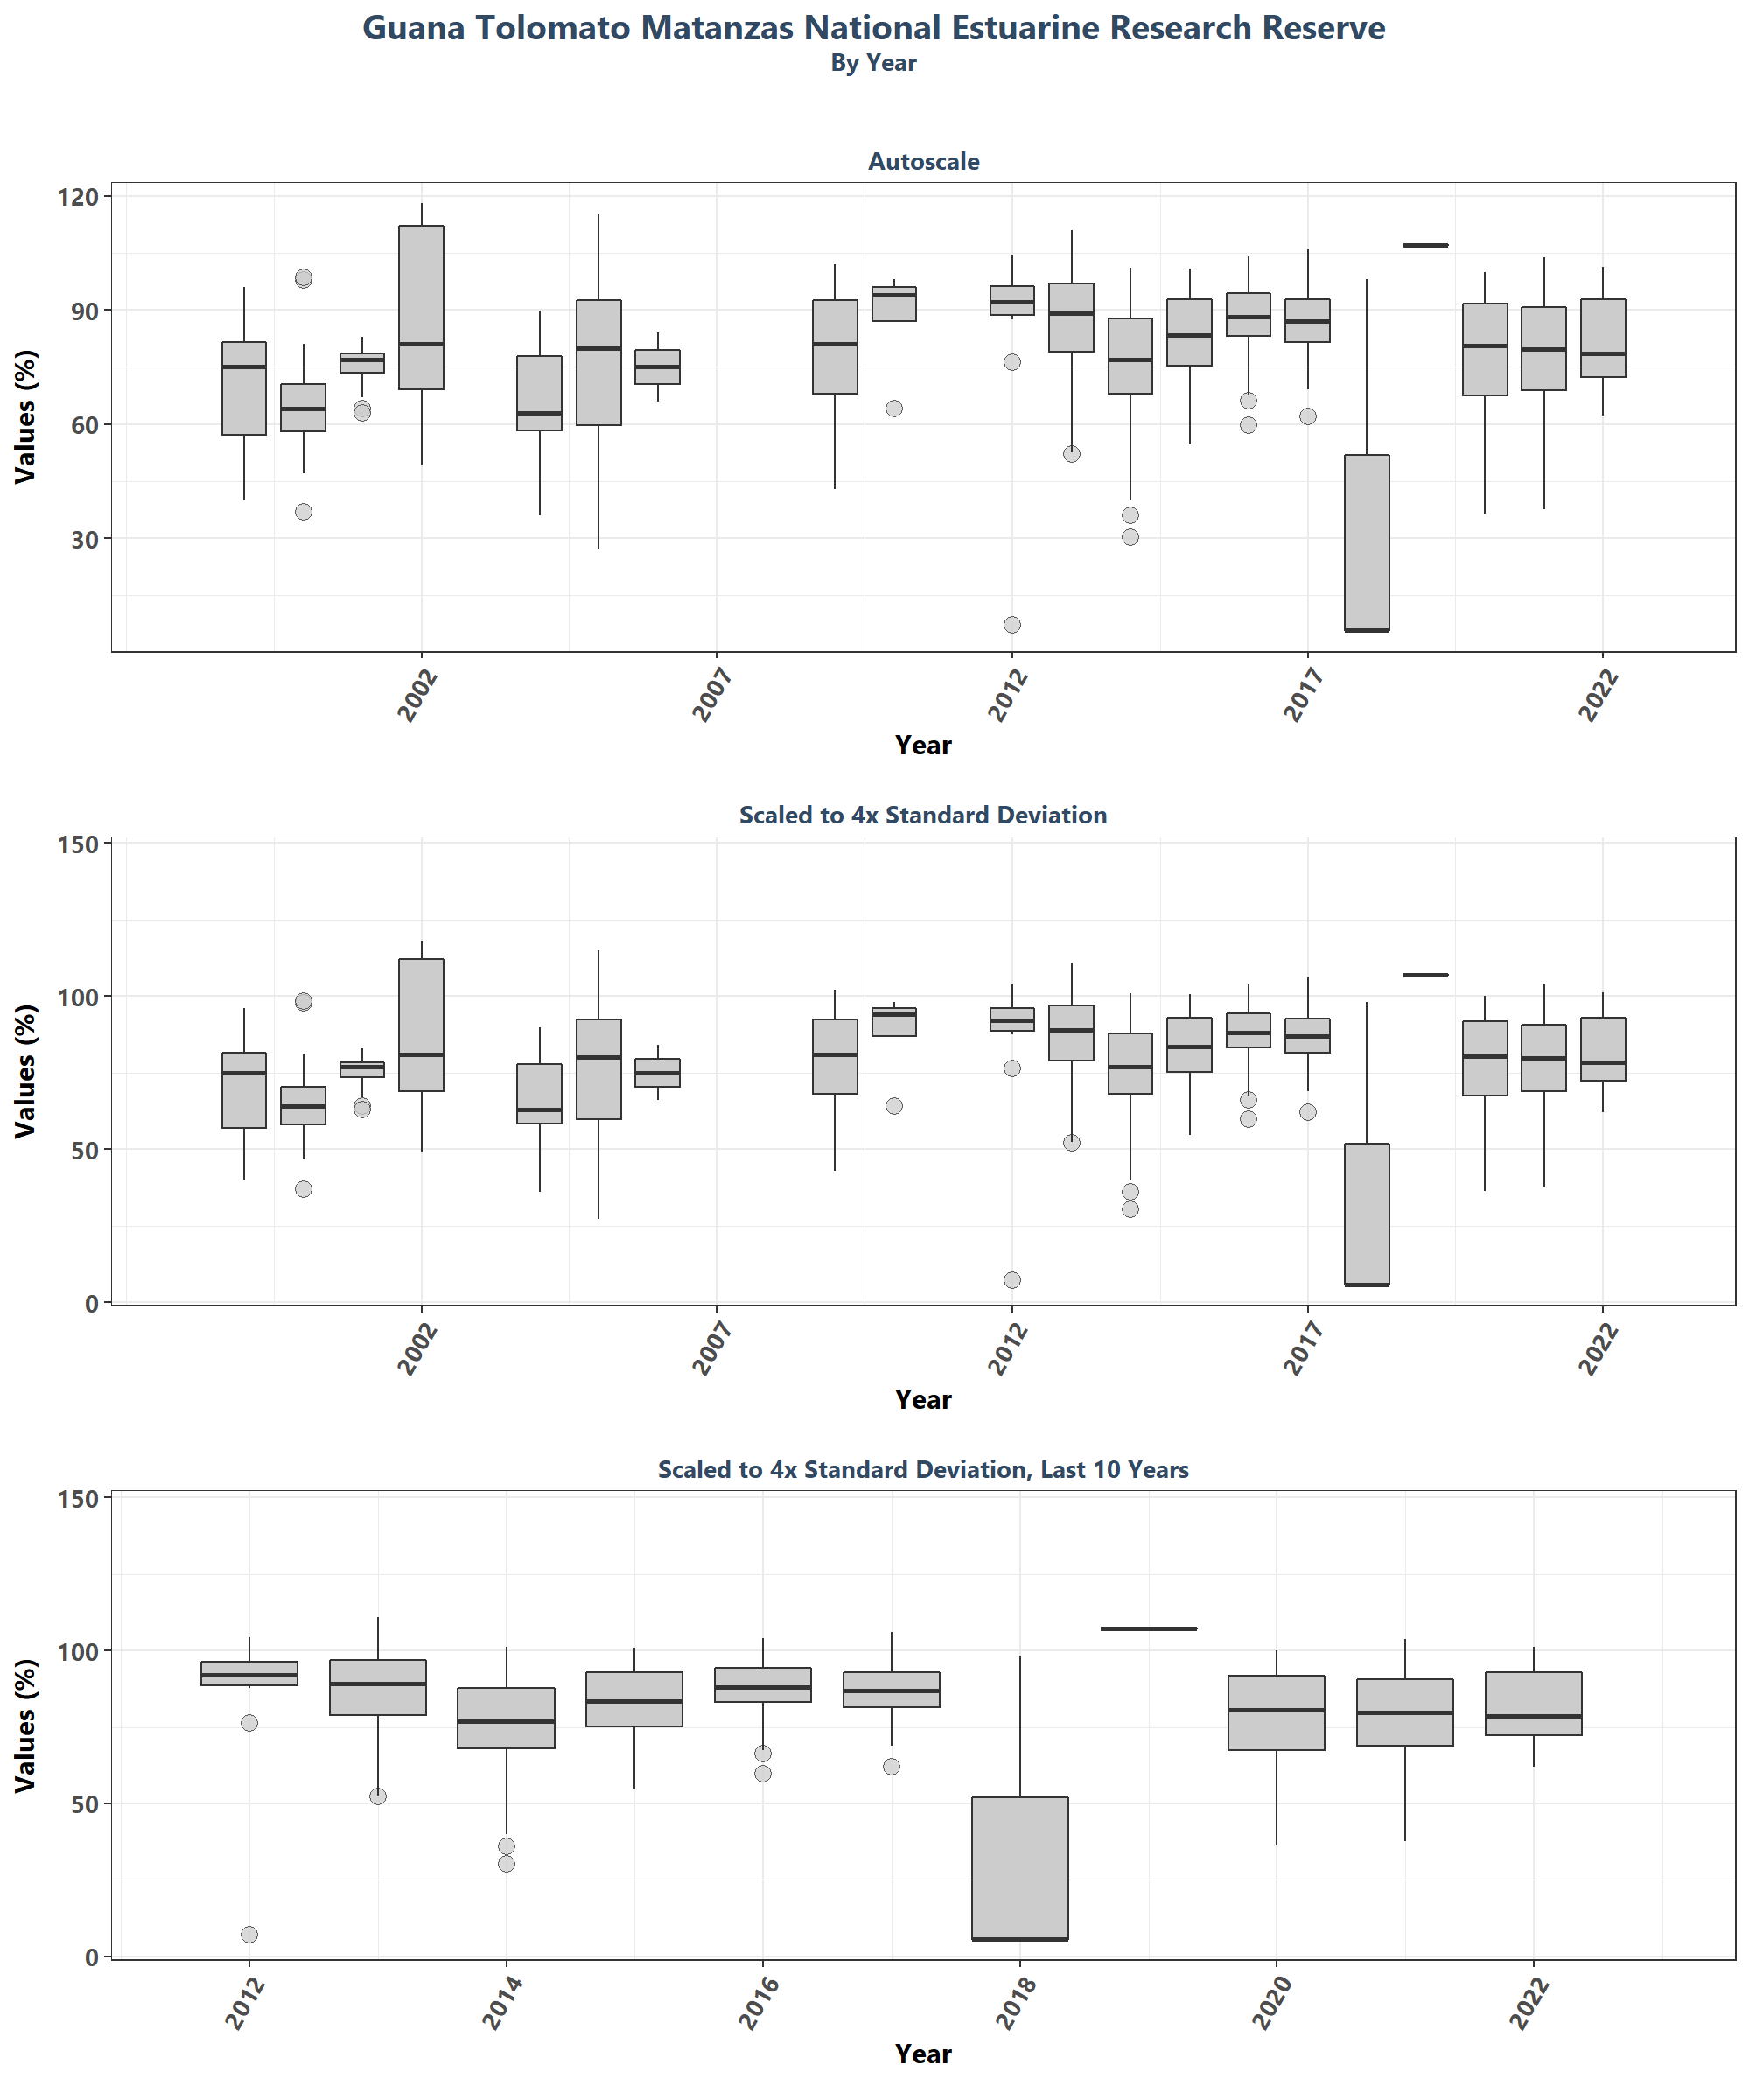 Guana Tolomato Matanzas National Estuarine Research Reserve
By Year
Autoscale
Values (%)
120
90
60
30
2002 2007 2012 2017 2022
Year
Scaled to 4x Standard Deviation
Values (%)
150
100
50
0
2002 2007 2012 2017 2022
Year
Scaled to 4x Standard Deviation, Last 10 Years
Values (%)
150
100
50
0
2012 2014 2016 2018 2020 2022
Year